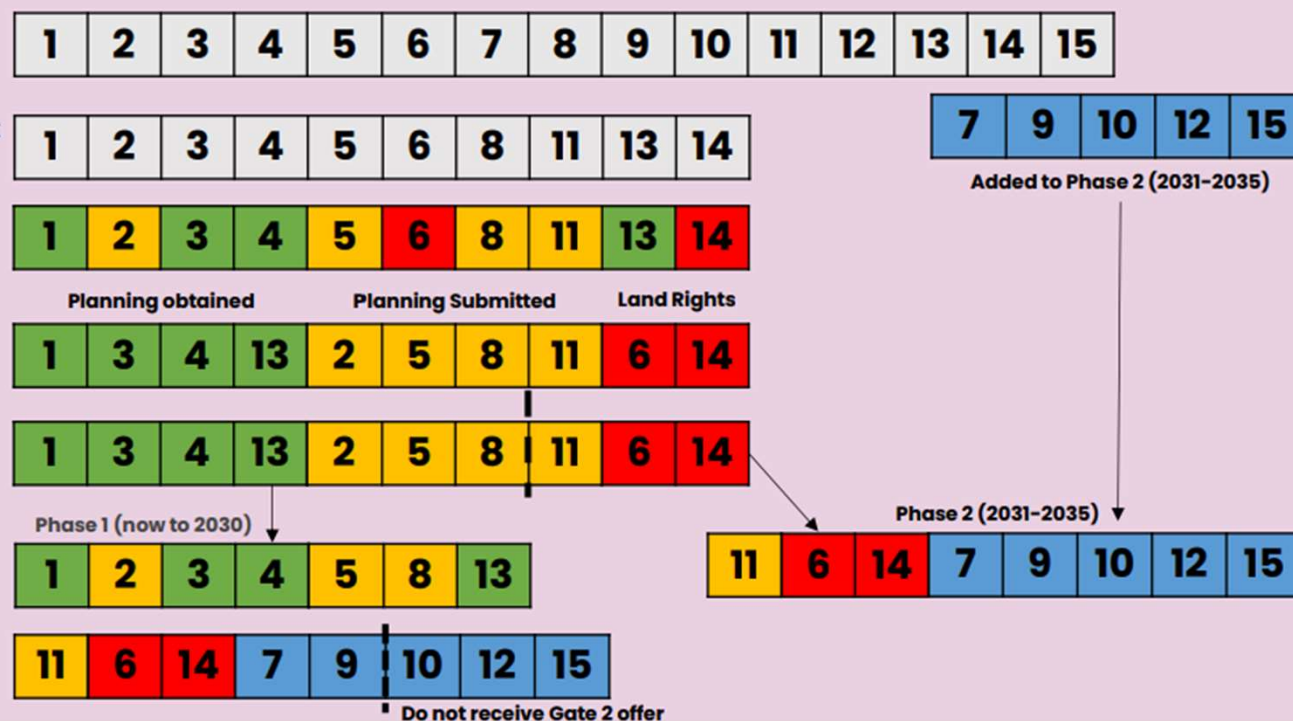 1 2 3 4 5 6 7 8 9 10 11 12 13 14 15
7 9 10 12 15
1 2 3 4 5 6 8 11 13 14
Added to Phase 2 (2031-2035)
1 2 3 4 5 6 8 11 13 14
Planning obtained Planning Submitted Land Rights
1 3 4 13 2 5 8 11 6 14
1 3 4 13 2 5 8 11 6 14
Phase 1 (now to 2030)
Phase 2 (2031-2035)
1 2 3 4 5 8 13
11 6 14 7 9 10 12 15
11 6 14 7 9 10 12 15
Do not receive Gate 2 offer